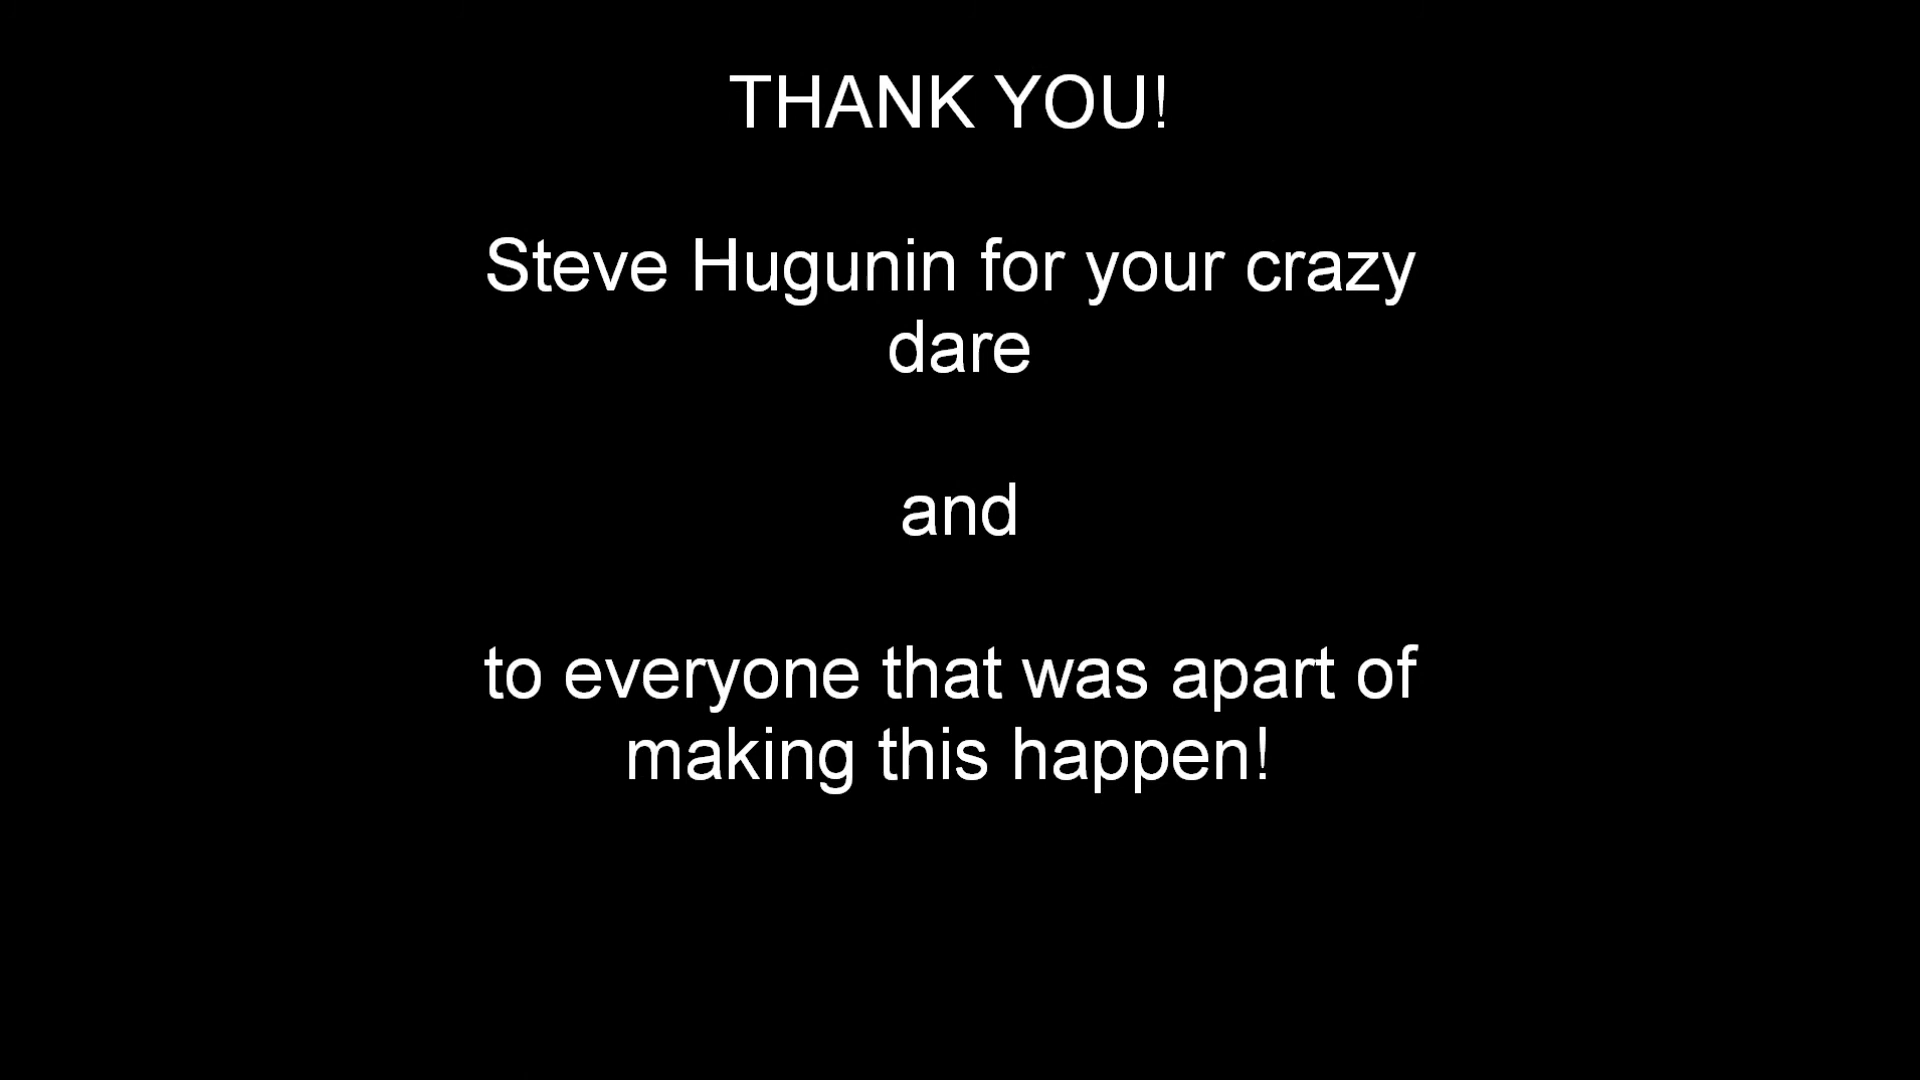 THANK YOU!
Steve Hugunin for your crazy
dare
and
to everyone that was apart of
making this happen!